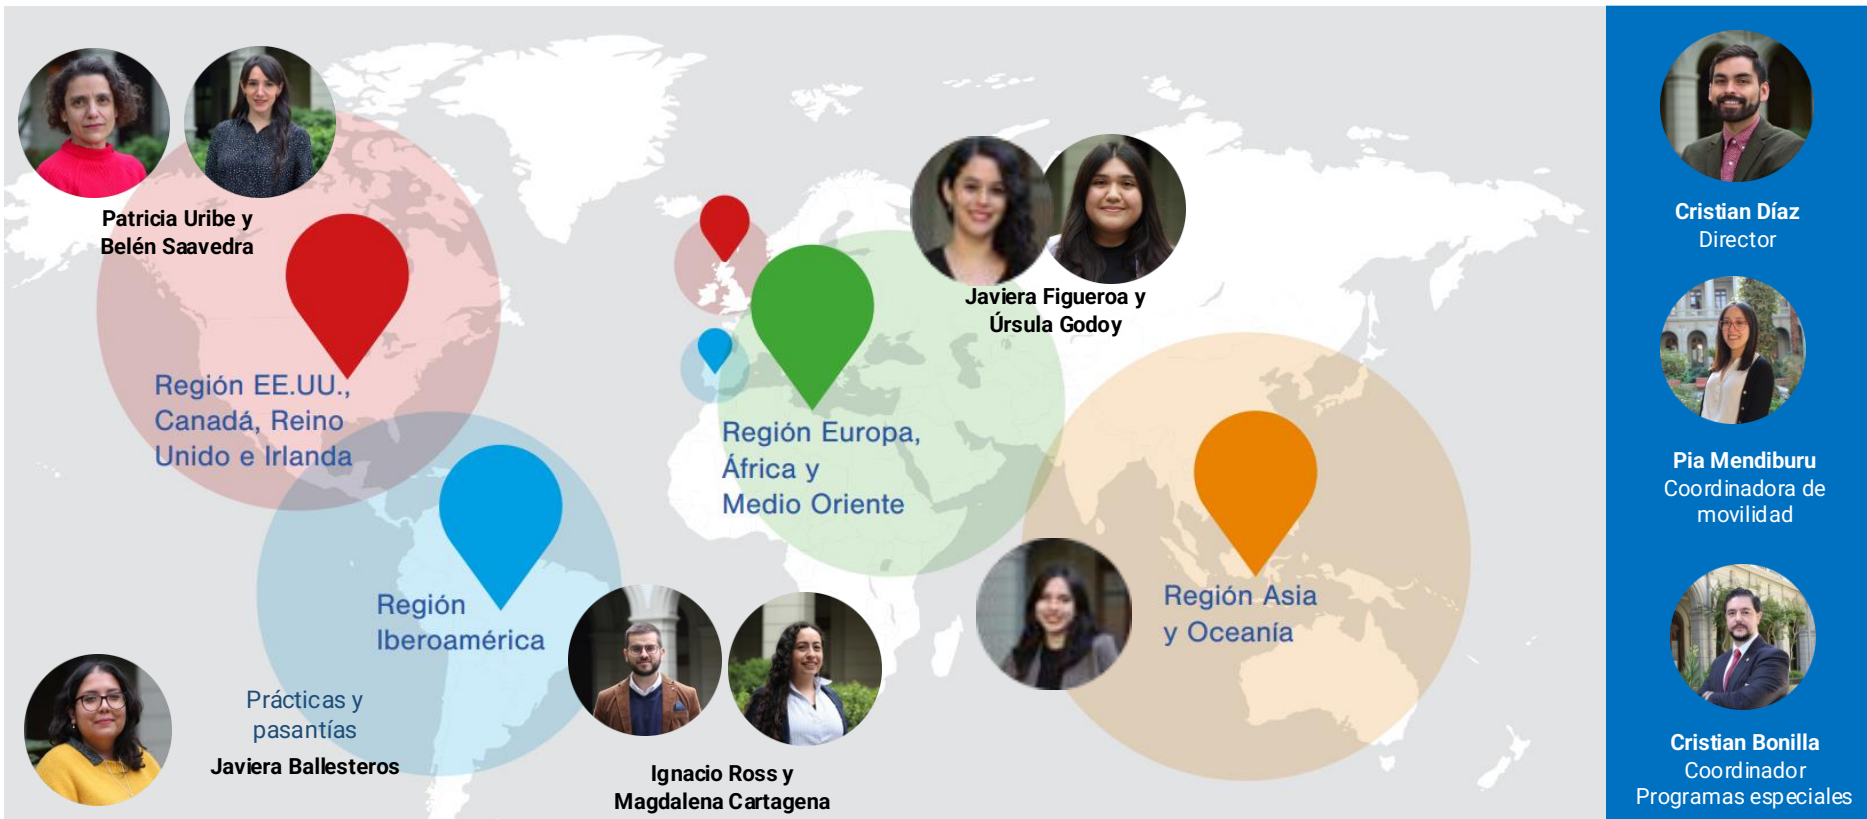 Patricia Uribe y
Belén Saavedra
Región EE.UU.,
Canadá, Reino
Unido e Irlanda
Javiera Figueroa y
Úrsula Godoy
Región Europa,
África y
Medio Oriente
Región
Iberoamérica
Región Asia
y Oceanía
Prácticas y
pasantías
Javiera Ballesteros
Ignacio Ross y
Magdalena Cartagena
Cristian Díaz
Director
Pia Mendiburu
Coordinadora de
movilidad
Cristian Bonilla
Coordinador
Programas especiales